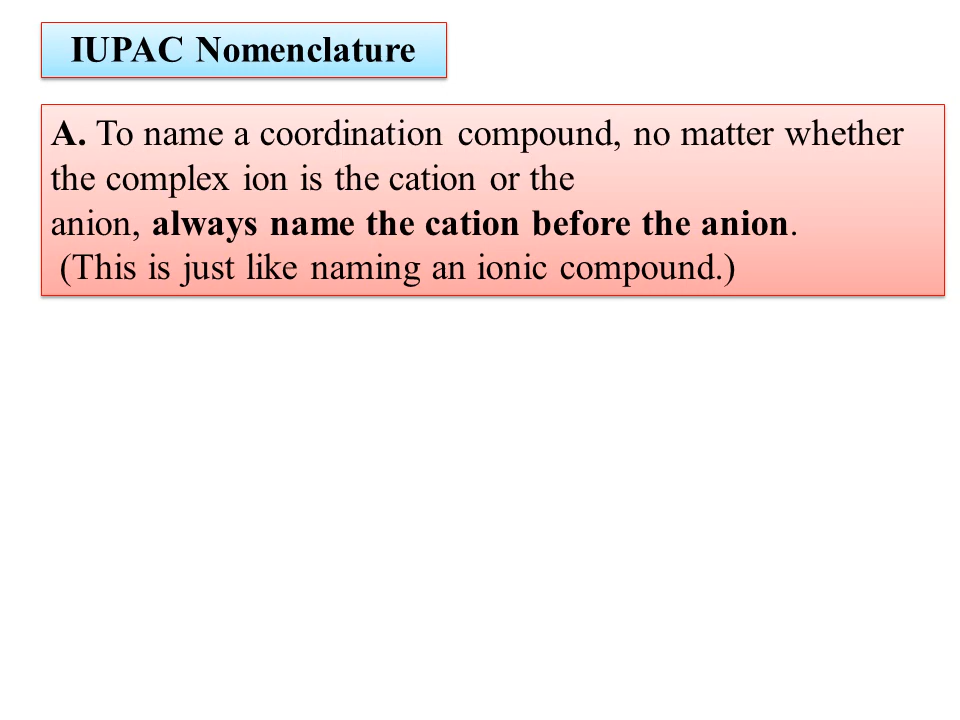 IUPAC Nomenclature
A. To name a coordination compound, no matter whether
the complex ion is the cation or the
anion, always name the cation before the anion.
(This is just like naming an ionic compound.)